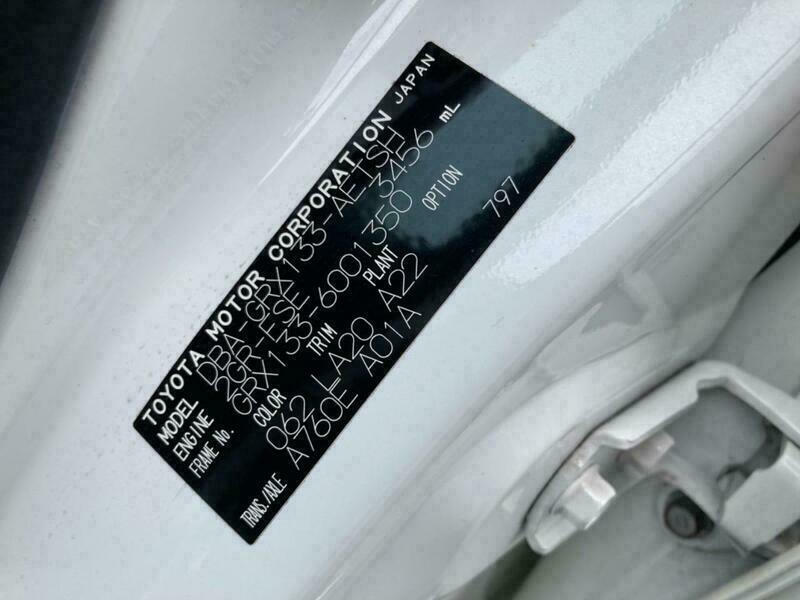 TOYOTA MOTOR CORPORATION JAPAN
MODEL DBA-GRX133-AETSH
ENGINE 2GR-FSE 3456 mL
FRAME No. GRX133-6001350
COLOR TRIM PLANT OPTION
062 LA20 A22 797
TRANS./AXLE A760E A01A